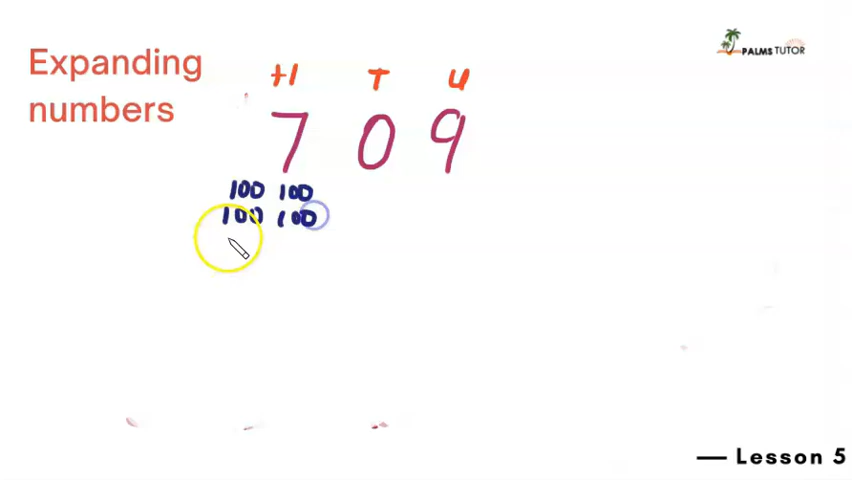 Expanding
numbers
H T U
7 0 9
100 100
100 100
PALMS TUTOR
Lesson 5